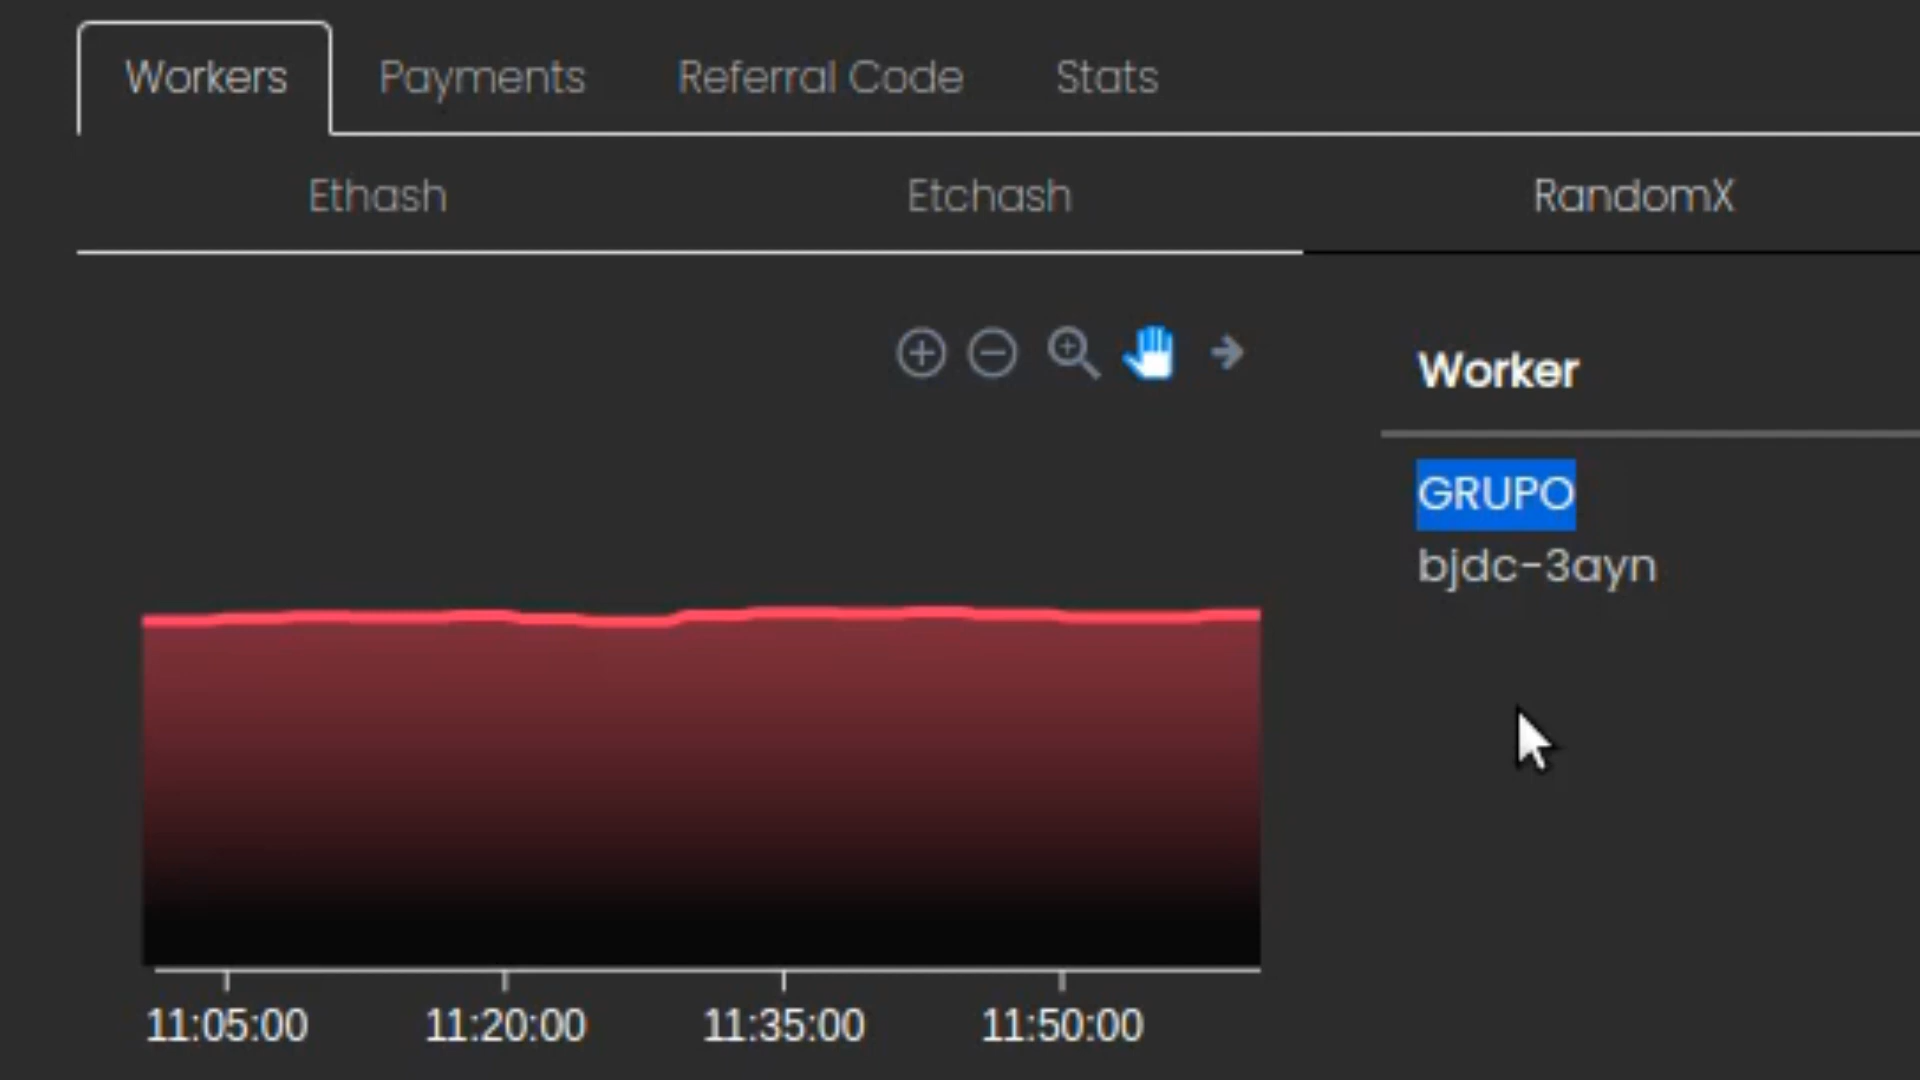 Workers Payments Referral Code Stats
Ethash Etchash RandomX
Worker
GRUPO
bjdc-3ayn
11:05:00 11:20:00 11:35:00 11:50:00